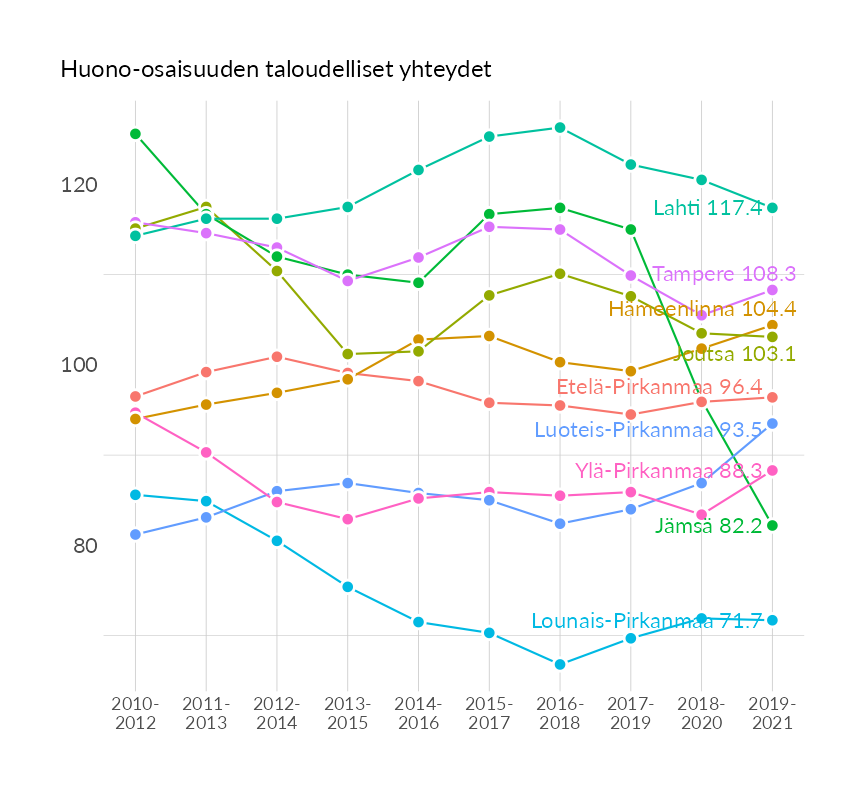 Huono-osaisuuden taloudelliset yhteydet
120
100
80
Lahti 117.4
Tampere 108.3
Hämeenlinna 104.4
Joutsa 103.1
Etelä-Pirkanmaa 96.4
Luoteis-Pirkanmaa 93.5
Ylä-Pirkanmaa 88.3
Jämsä 82.2
Lounais-Pirkanmaa 71.7
2010- 2011- 2012- 2013- 2014- 2015- 2016- 2017- 2018- 2019-
2012 2013 2014 2015 2016 2017 2018 2019 2020 2021